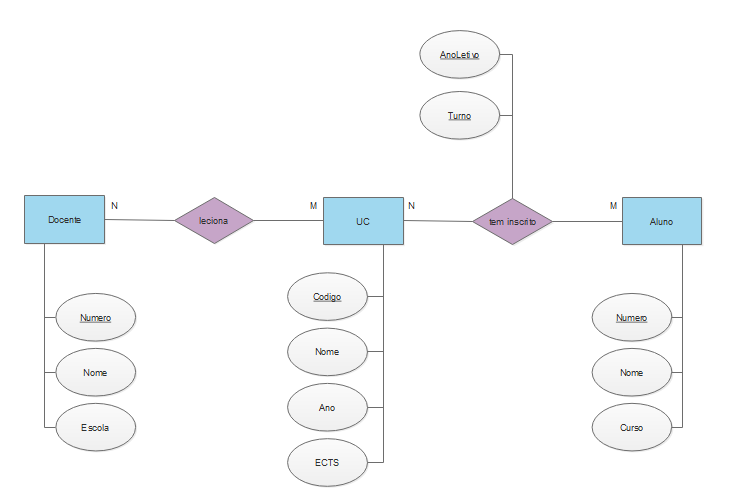 AnoLetivo
Turno
N
M
N
M
Docente
leciona
UC
tem inscrito
Aluno
Numero
Nome
Escola
Codigo
Nome
Ano
ECTS
Numero
Nome
Curso